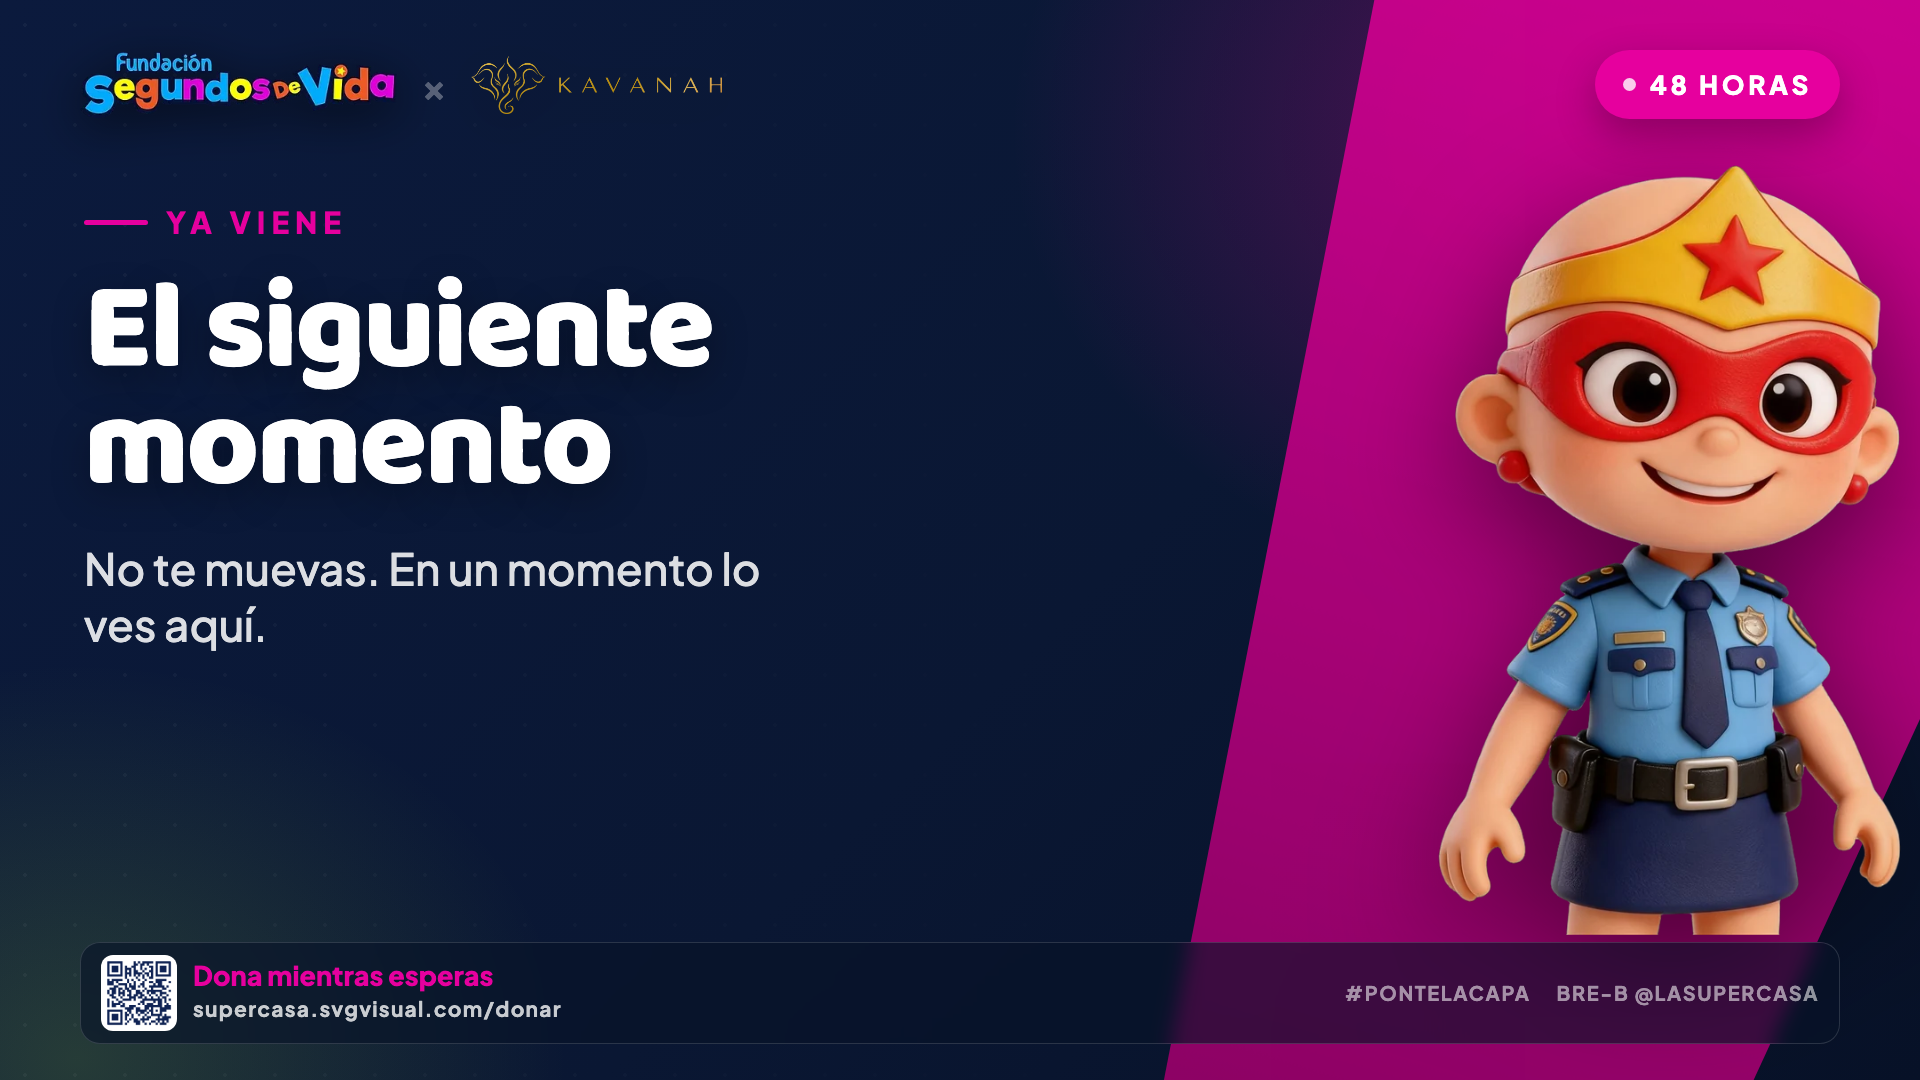 Fundación
Segundos DE Vida × KAVANAH
48 HORAS
YA VIENE
El siguiente
momento
No te muevas. En un momento lo
ves aquí.
Dona mientras esperas
supercasa.svgvisual.com/donar
#PONTELACAPA BRE-B @LASUPERCASA